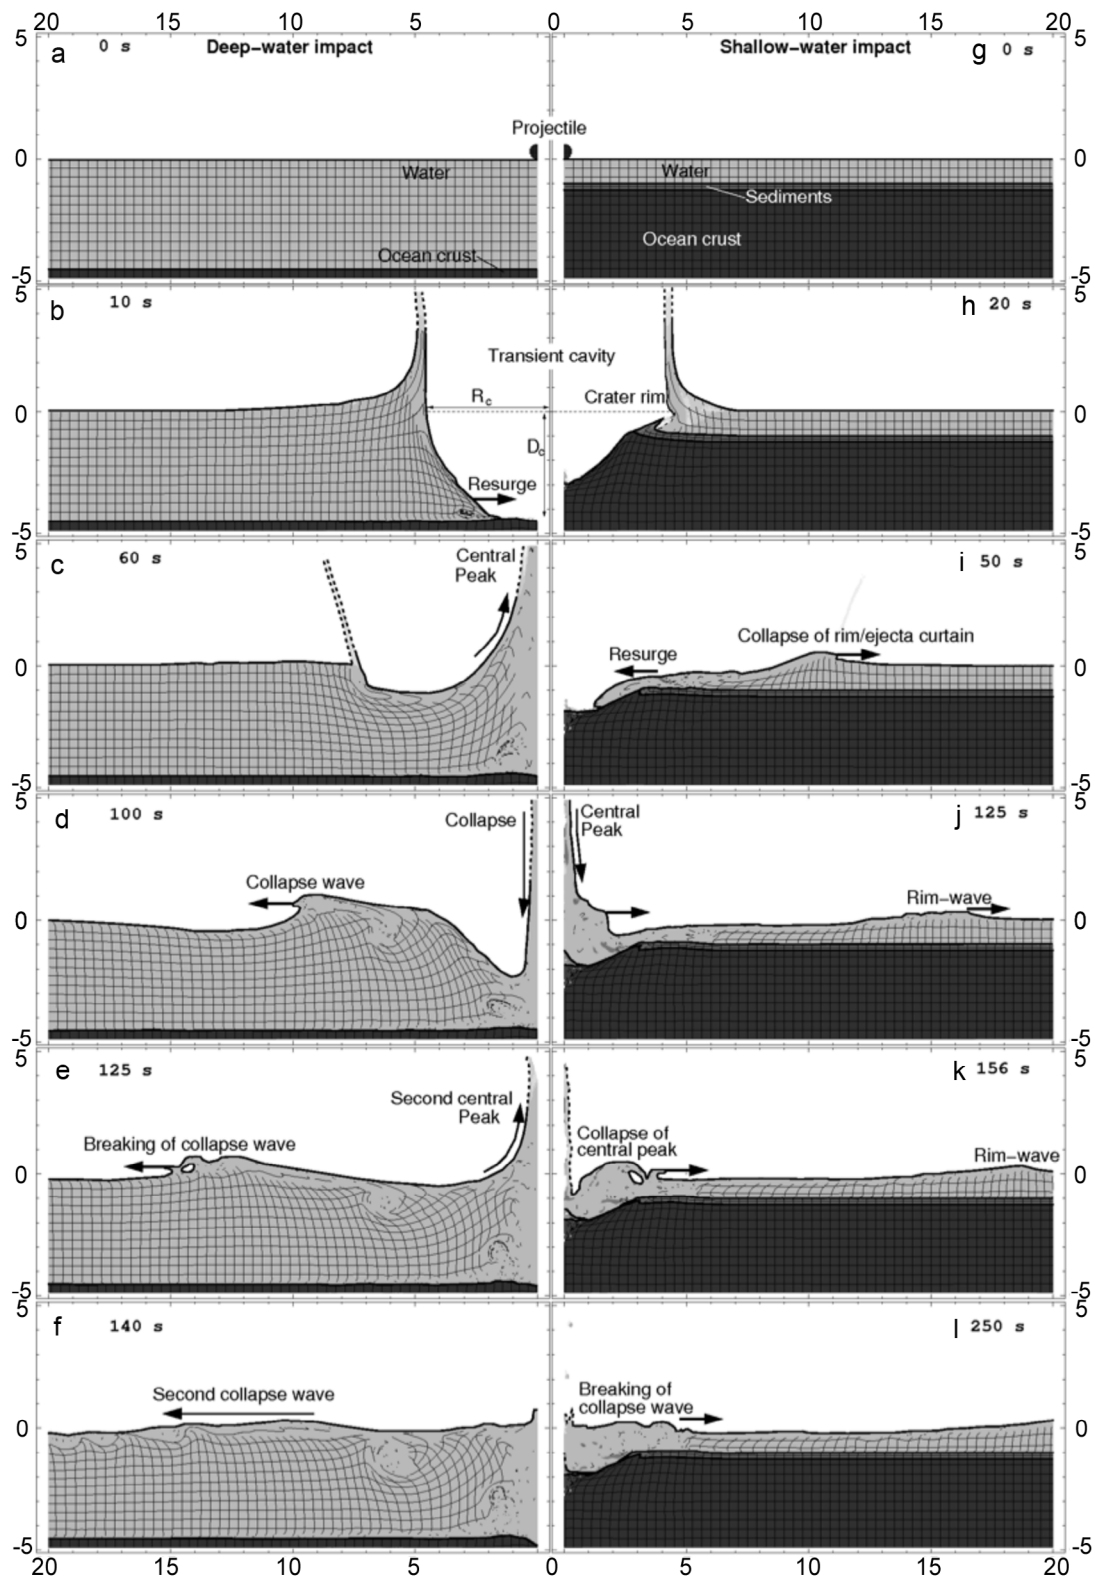 20 15 10 5 0 5 10 15 20
5 a 0 s Deep-water impact Shallow-water impact g 0 s 5
Projectile
0 0
Water Water
Sediments
Ocean crust
Ocean crust
-5 -5
5 b 10 s h 20 s 5
Transient cavity
Rc Crater rim
0 0
Dc
Resurge
-5 -5
5 c 60 s Central i 50 s 5
Peak
Collapse of rim/ejecta curtain
Resurge
0 0
-5 -5
5 d 100 s Collapse Central j 125 s 5
Peak
Collapse wave
Rim-wave
0 0
-5 -5
5 e 125 s k 156 s 5
Second central
Peak
Collapse of
central peak
Breaking of collapse wave
Rim-wave
0 0
-5 -5
5 f 140 s l 250 s 5
Second collapse wave
Breaking of
collapse wave
0 0
-5 -5
20 15 10 5 0 5 10 15 20